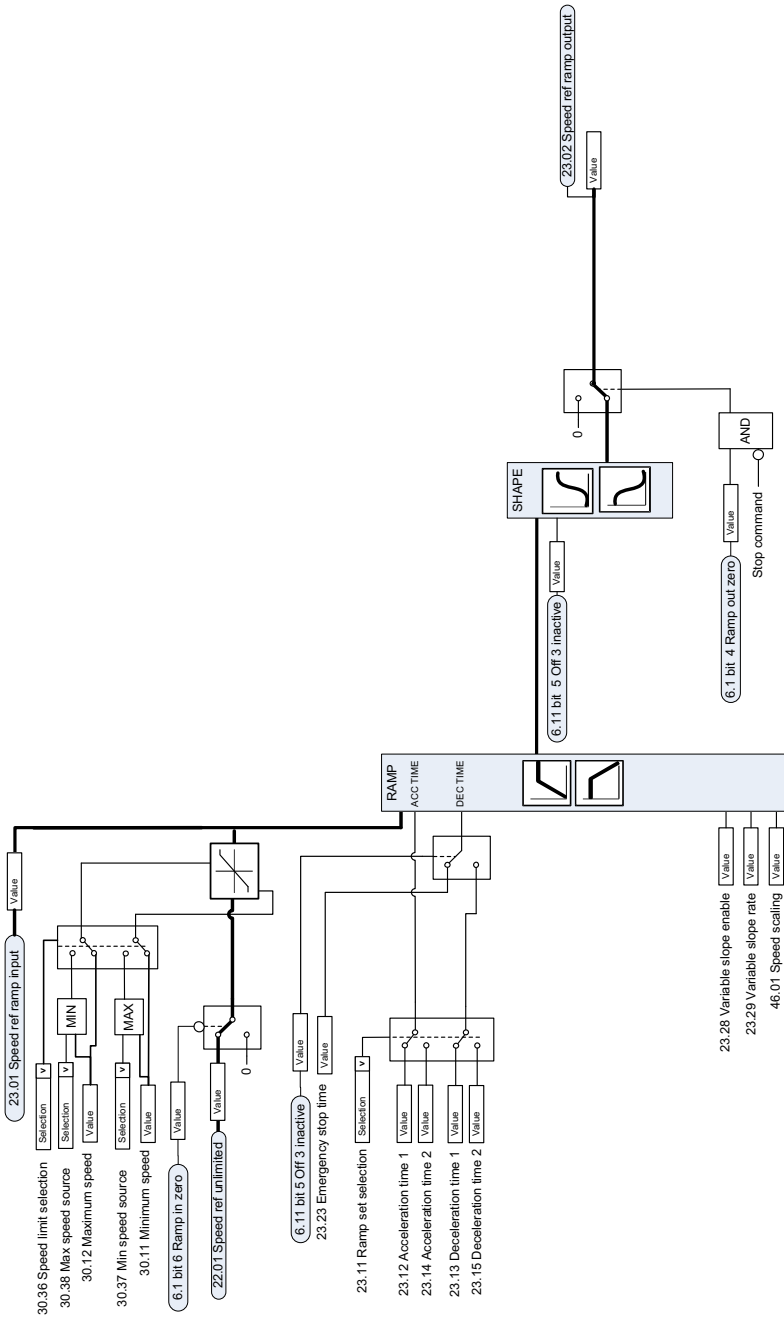 23.01 Speed ref ramp input
Value
30.36 Speed limit selection
Selection
v
30.38 Max speed source
Selection
v
30.12 Maximum speed
Value
MIN
30.37 Min speed source
Selection
v
30.11 Minimum speed
Value
MAX
6.1 bit 6 Ramp in zero
Value
22.01 Speed ref unlimited
Value
0
6.11 bit 5 Off 3 inactive
Value
23.23 Emergency stop time
Value
23.11 Ramp set selection
Selection
v
23.12 Acceleration time 1
Value
23.14 Acceleration time 2
Value
23.13 Deceleration time 1
Value
23.15 Deceleration time 2
Value
RAMP
ACC TIME
DEC TIME
23.28 Variable slope enable
Value
23.29 Variable slope rate
Value
46.01 Speed scaling
Value
SHAPE
6.11 bit 5 Off 3 inactive
Value
0
6.1 bit 4 Ramp out zero
Value
Stop command
AND
23.02 Speed ref ramp output
Value